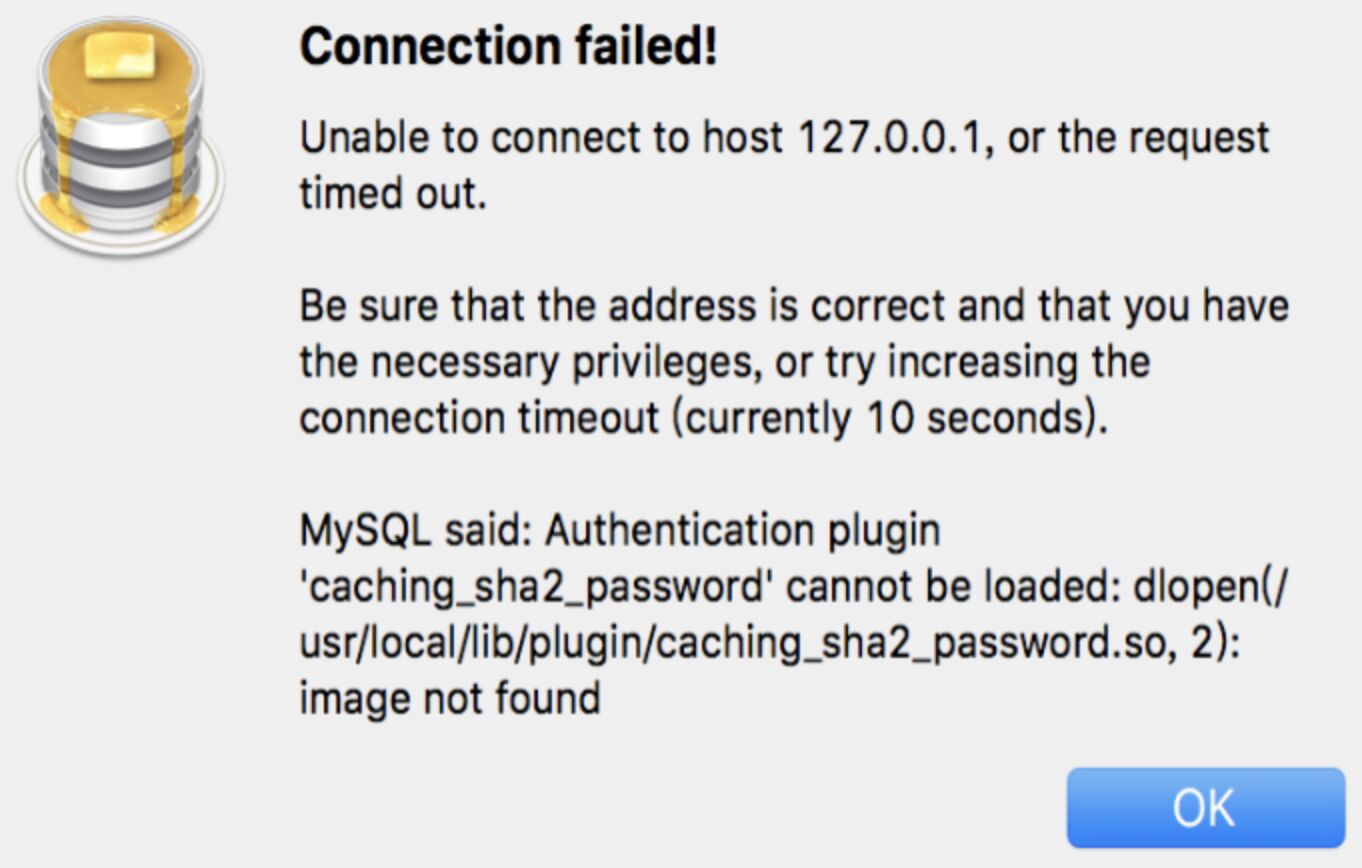 Connection failed!
Unable to connect to host 127.0.0.1, or the request
timed out.
Be sure that the address is correct and that you have
the necessary privileges, or try increasing the
connection timeout (currently 10 seconds).
MySQL said: Authentication plugin
'caching_sha2_password' cannot be loaded: dlopen(/
usr/local/lib/plugin/caching_sha2_password.so, 2):
image not found
OK